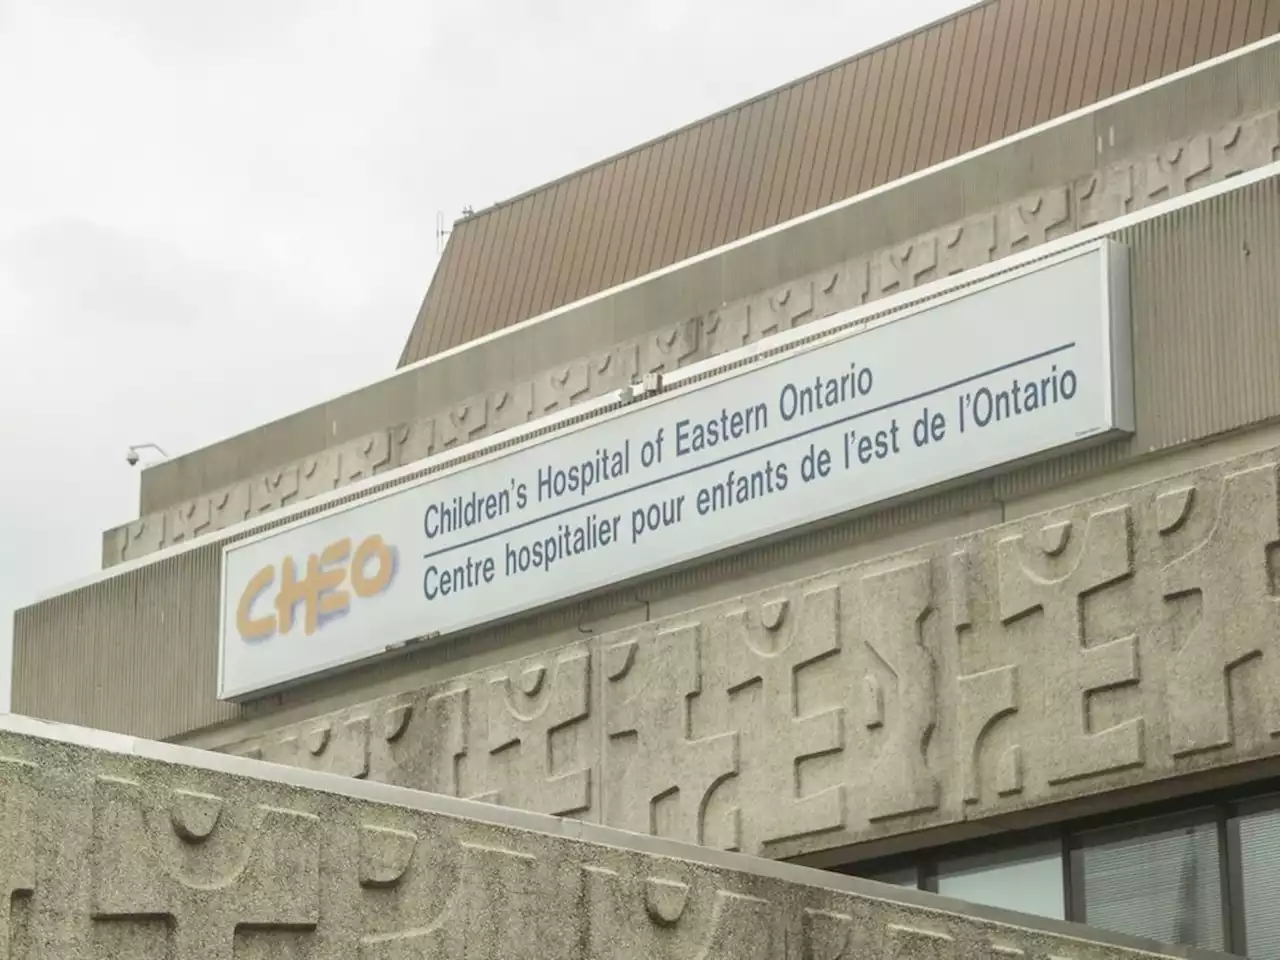 CHEO
Children's Hospital of Eastern Ontario
Centre hospitalier pour enfants de l'est de l'Ontario